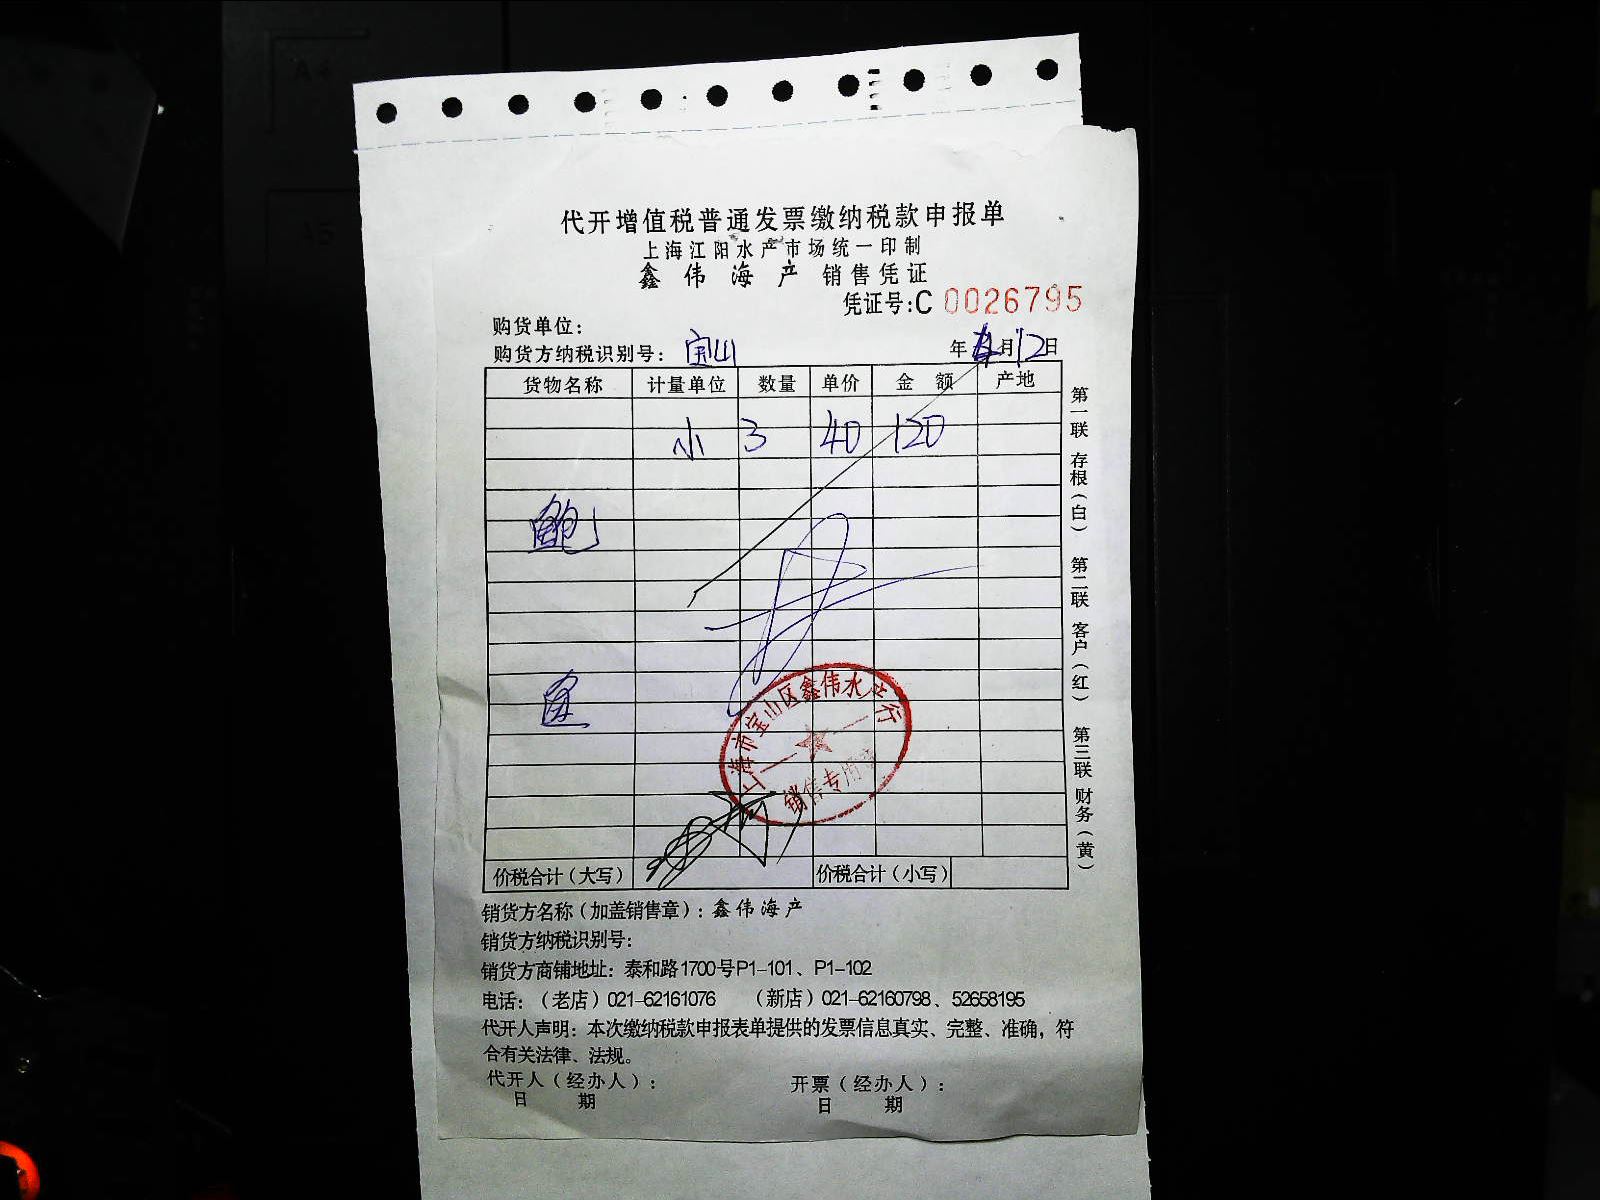 代开增值税普通发票缴纳税款申报单
上海江阳水产市场统一印制
鑫伟海产 销售凭证
凭证号:C 0026795
购货单位:
购货方纳税识别号: 宝山 年 月12日
货物名称 计量单位 数量 单价 金额 产地
小 3 40 120
鲍
上海市宝山区鑫伟水产行
销售专用章
价税合计(大写) 价税合计(小写)
第一联 存根(白) 第二联 客户(红) 第三联 财务(黄)
销货方名称(加盖销售章):鑫伟海产
销货方纳税识别号:
销货方商铺地址:泰和路1700号P1-101、P1-102
电话:(老店)021-62161076 (新店)021-62160798、52658195
代开人声明:本次缴纳税款申报表单提供的发票信息真实、完整、准确,符
合有关法律、法规。
代开人(经办人): 开票(经办人):
日期 日期